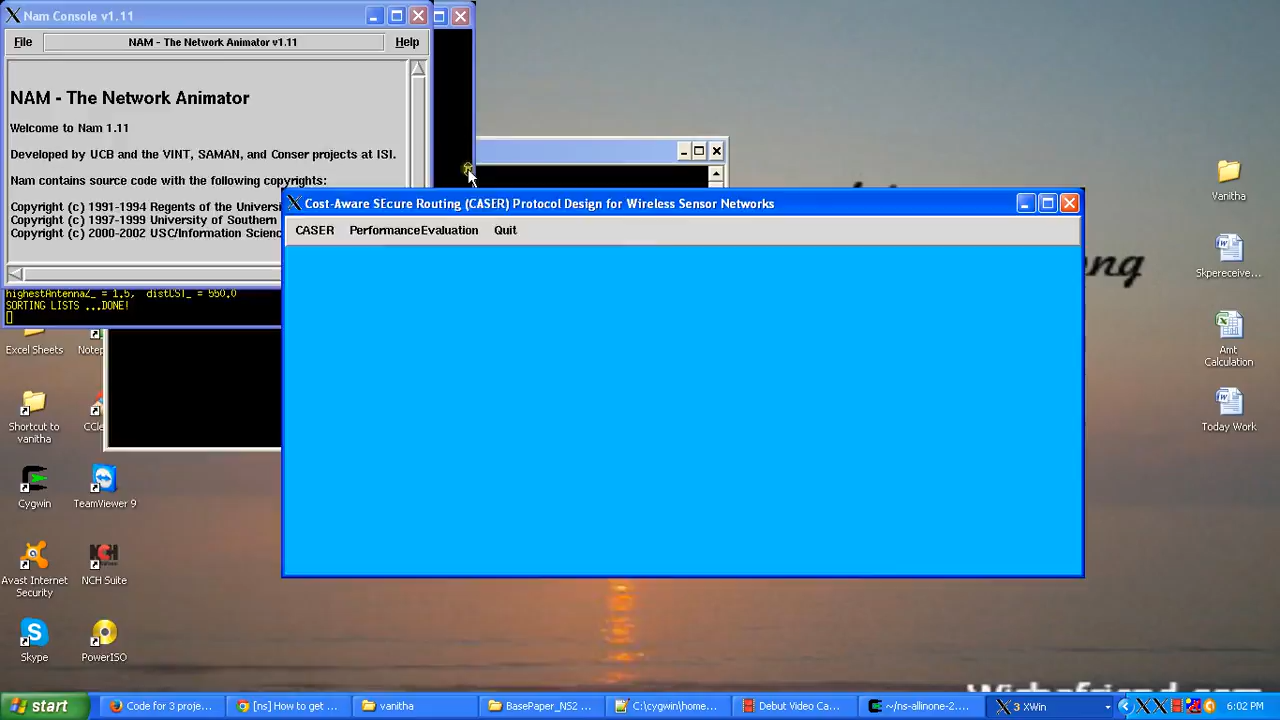 Nam Console v1.11
File
NAM - The Network Animator v1.11
Help
NAM - The Network Animator
Welcome to Nam 1.11
Developed by UCB and the VINT, SAMAN, and Conser projects at ISI.
Nam contains source code with the following copyrights:
Copyright (c) 1991-1994 Regents of the Universi
Copyright (c) 1997-1999 University of Southern
Copyright (c) 2000-2002 USC/Information Scienc
highestAntennaZ_ = 1.5, distCST_ = 550.0
SORTING LISTS ...DONE!
Cost-Aware SEcure Routing (CASER) Protocol Design for Wireless Sensor Networks
CASER PerformanceEvaluation Quit
Vanitha
Skpereceive...
Amt
Calculation
Today Work
Excel Sheets
Notep
Shortcut to
vanitha
CCle
Cygwin
TeamViewer 9
Avast Internet
Security
NCH Suite
Skype
PowerISO
start
Code for 3 proje...
[ns] How to get ...
vanitha
BasePaper_NS2 ...
C:\cygwin\home...
Debut Video Ca...
~/ns-allinone-2....
3 XWin
6:02 PM